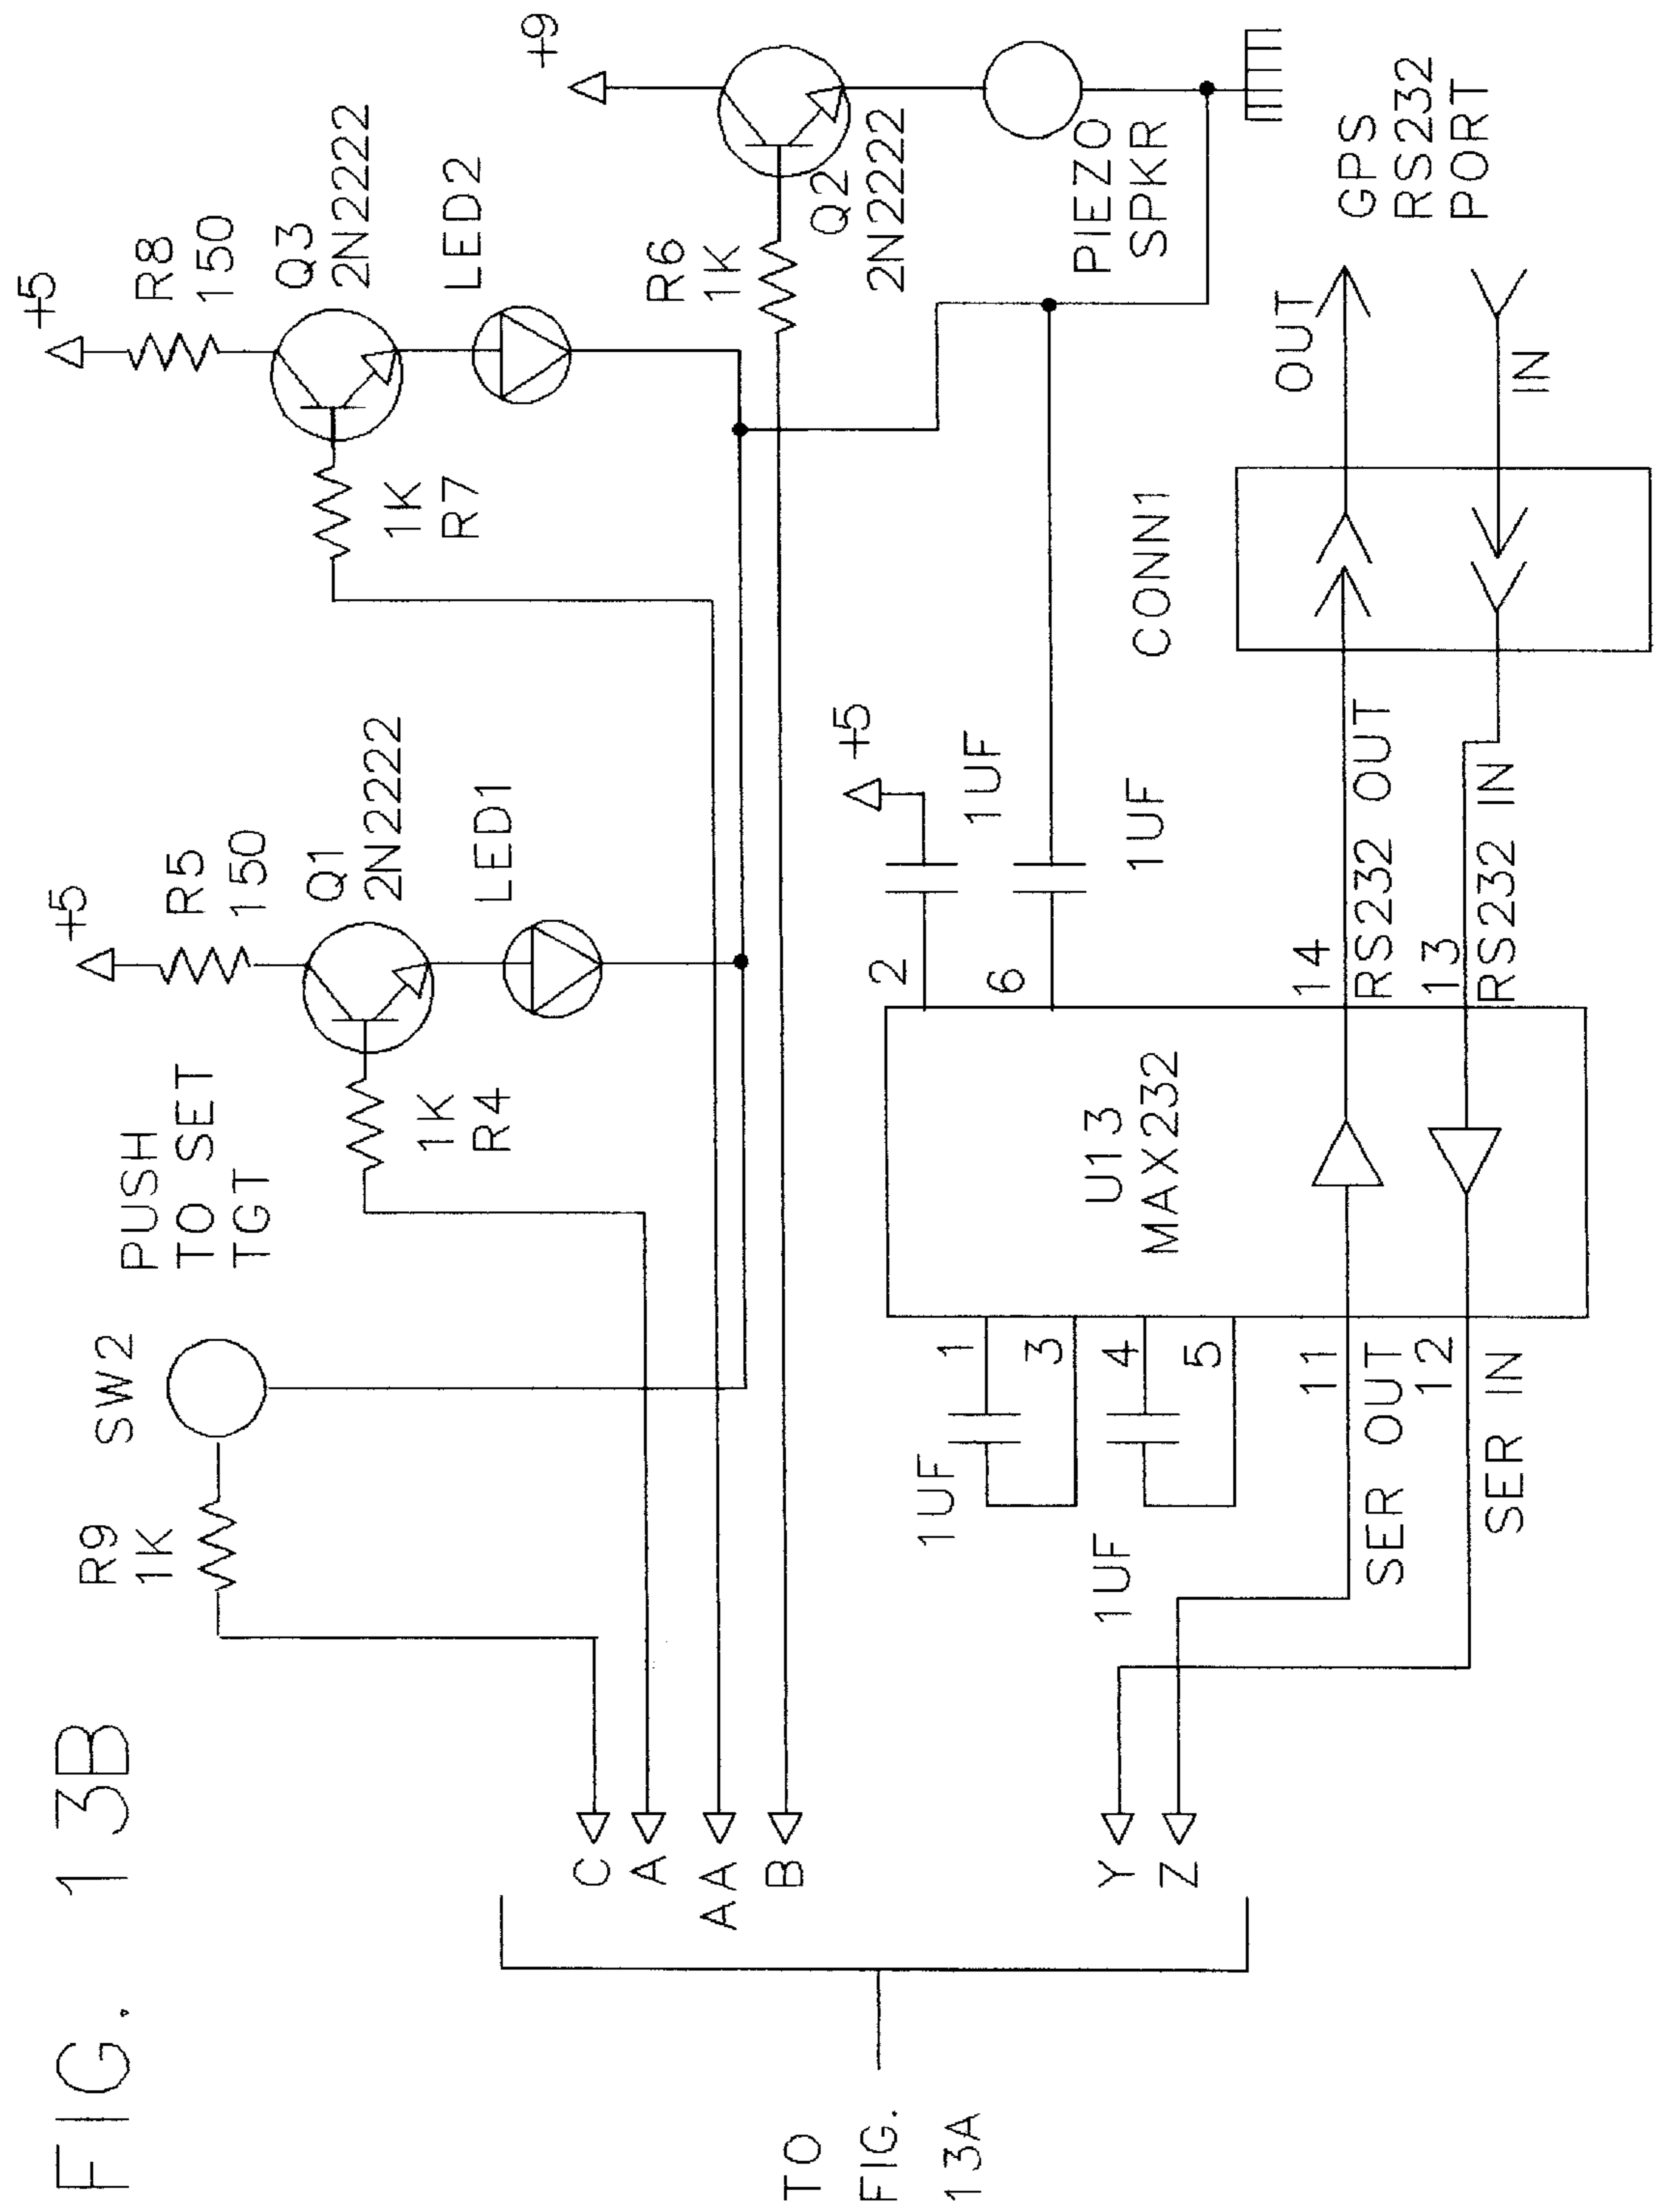 FIG. 13B
+5
R8
150
Q3
2N2222
LED2
+9
R6
1K
Q2
2N2222
PIEZO
SPKR
1K
R7
+5
R5
150
Q1
2N2222
LED1
1K
R4
PUSH
TO SET
TGT
SW2
R9
1K
C
A
AA
B
Y
Z
TO
FIG.
13A
+5
1UF
1UF
2
6
14
RS232 OUT
13
RS232 IN
U13
MAX232
1
3
4
5
11
SER OUT
12
SER IN
1UF
1UF
CONN1
OUT
IN
GPS
RS232
PORT